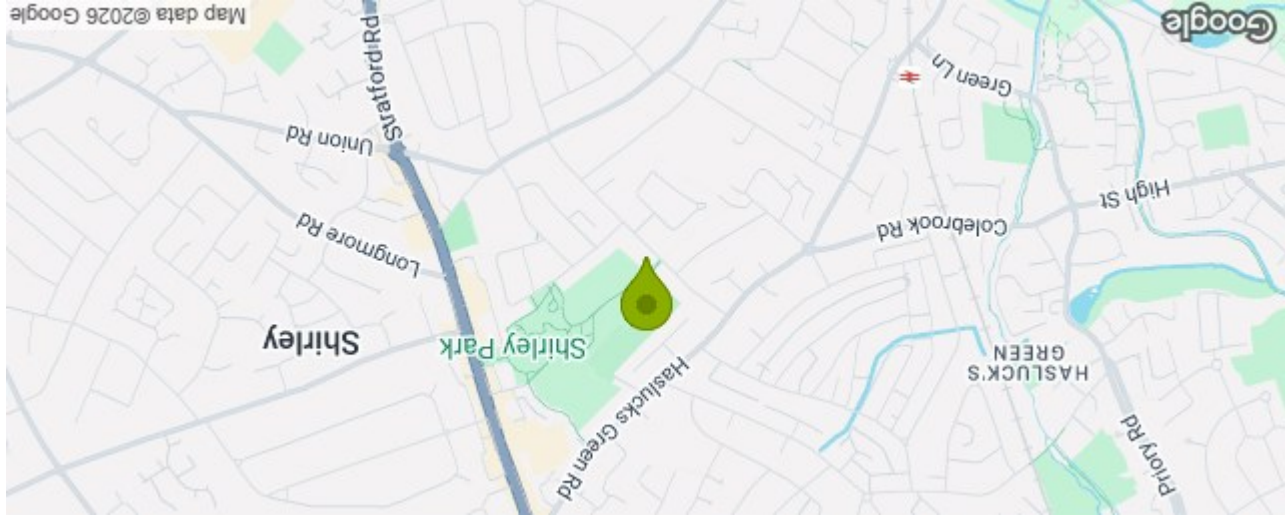 Priory Rd
Haslucks Green Rd
HASLUCK'S
GREEN
Shirley Park
Shirley
Longmore Rd
Colebrook Rd
High St
Union Rd
Stratford Rd
Green Ln
Google
Map data ©2026 Google